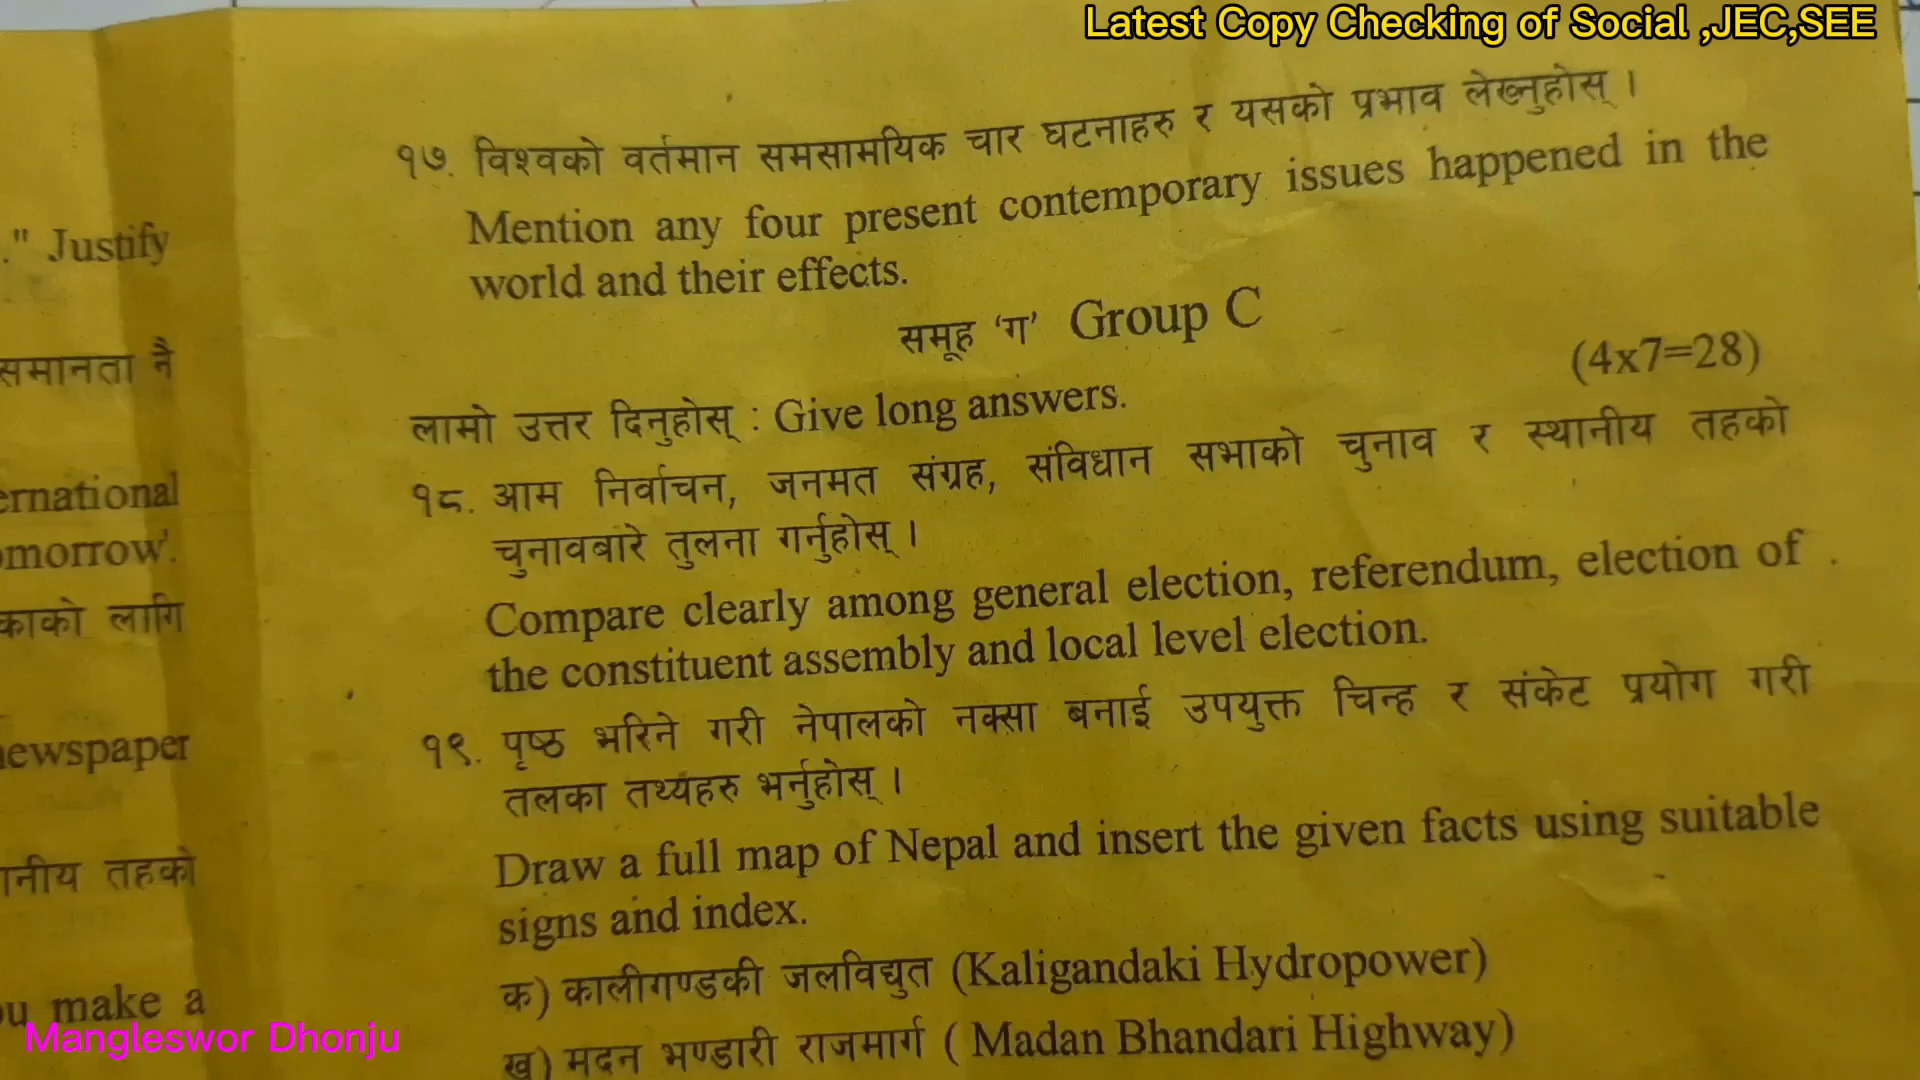 Latest Copy Checking of Social ,JEC,SEE
." Justify
समानता नै
ernational
omorrow'.
काको लागि
ewspaper
ानीय तहको
ou make a
१७. विश्वको वर्तमान समसामयिक चार घटनाहरु र यसको प्रभाव लेख्नुहोस् ।
Mention any four present contemporary issues happened in the
world and their effects.
समूह ‘ग’ Group C
(4x7=28)
लामो उत्तर दिनुहोस् : Give long answers.
१८. आम निर्वाचन, जनमत संग्रह, संविधान सभाको चुनाव र स्थानीय तहको
चुनावबारे तुलना गर्नुहोस् ।
Compare clearly among general election, referendum, election of .
the constituent assembly and local level election.
१९. पृष्ठ भरिने गरी नेपालको नक्सा बनाई उपयुक्त चिन्ह र संकेट प्रयोग गरी
तलका तथ्यहरु भर्नुहोस् ।
Draw a full map of Nepal and insert the given facts using suitable
signs and index.
क) कालीगण्डकी जलविद्युत (Kaligandaki Hydropower)
ख) मदन भण्डारी राजमार्ग ( Madan Bhandari Highway)
Mangleswor Dhonju